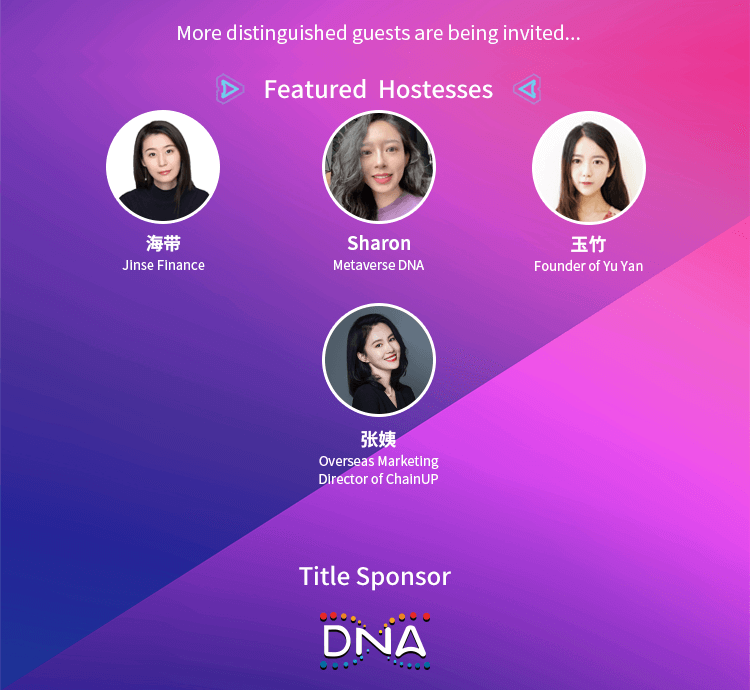 More distinguished guests are being invited...
Featured Hostesses
海带
Jinse Finance
Sharon
Metaverse DNA
玉竹
Founder of Yu Yan
张姨
Overseas Marketing
Director of ChainUP
Title Sponsor
DNA